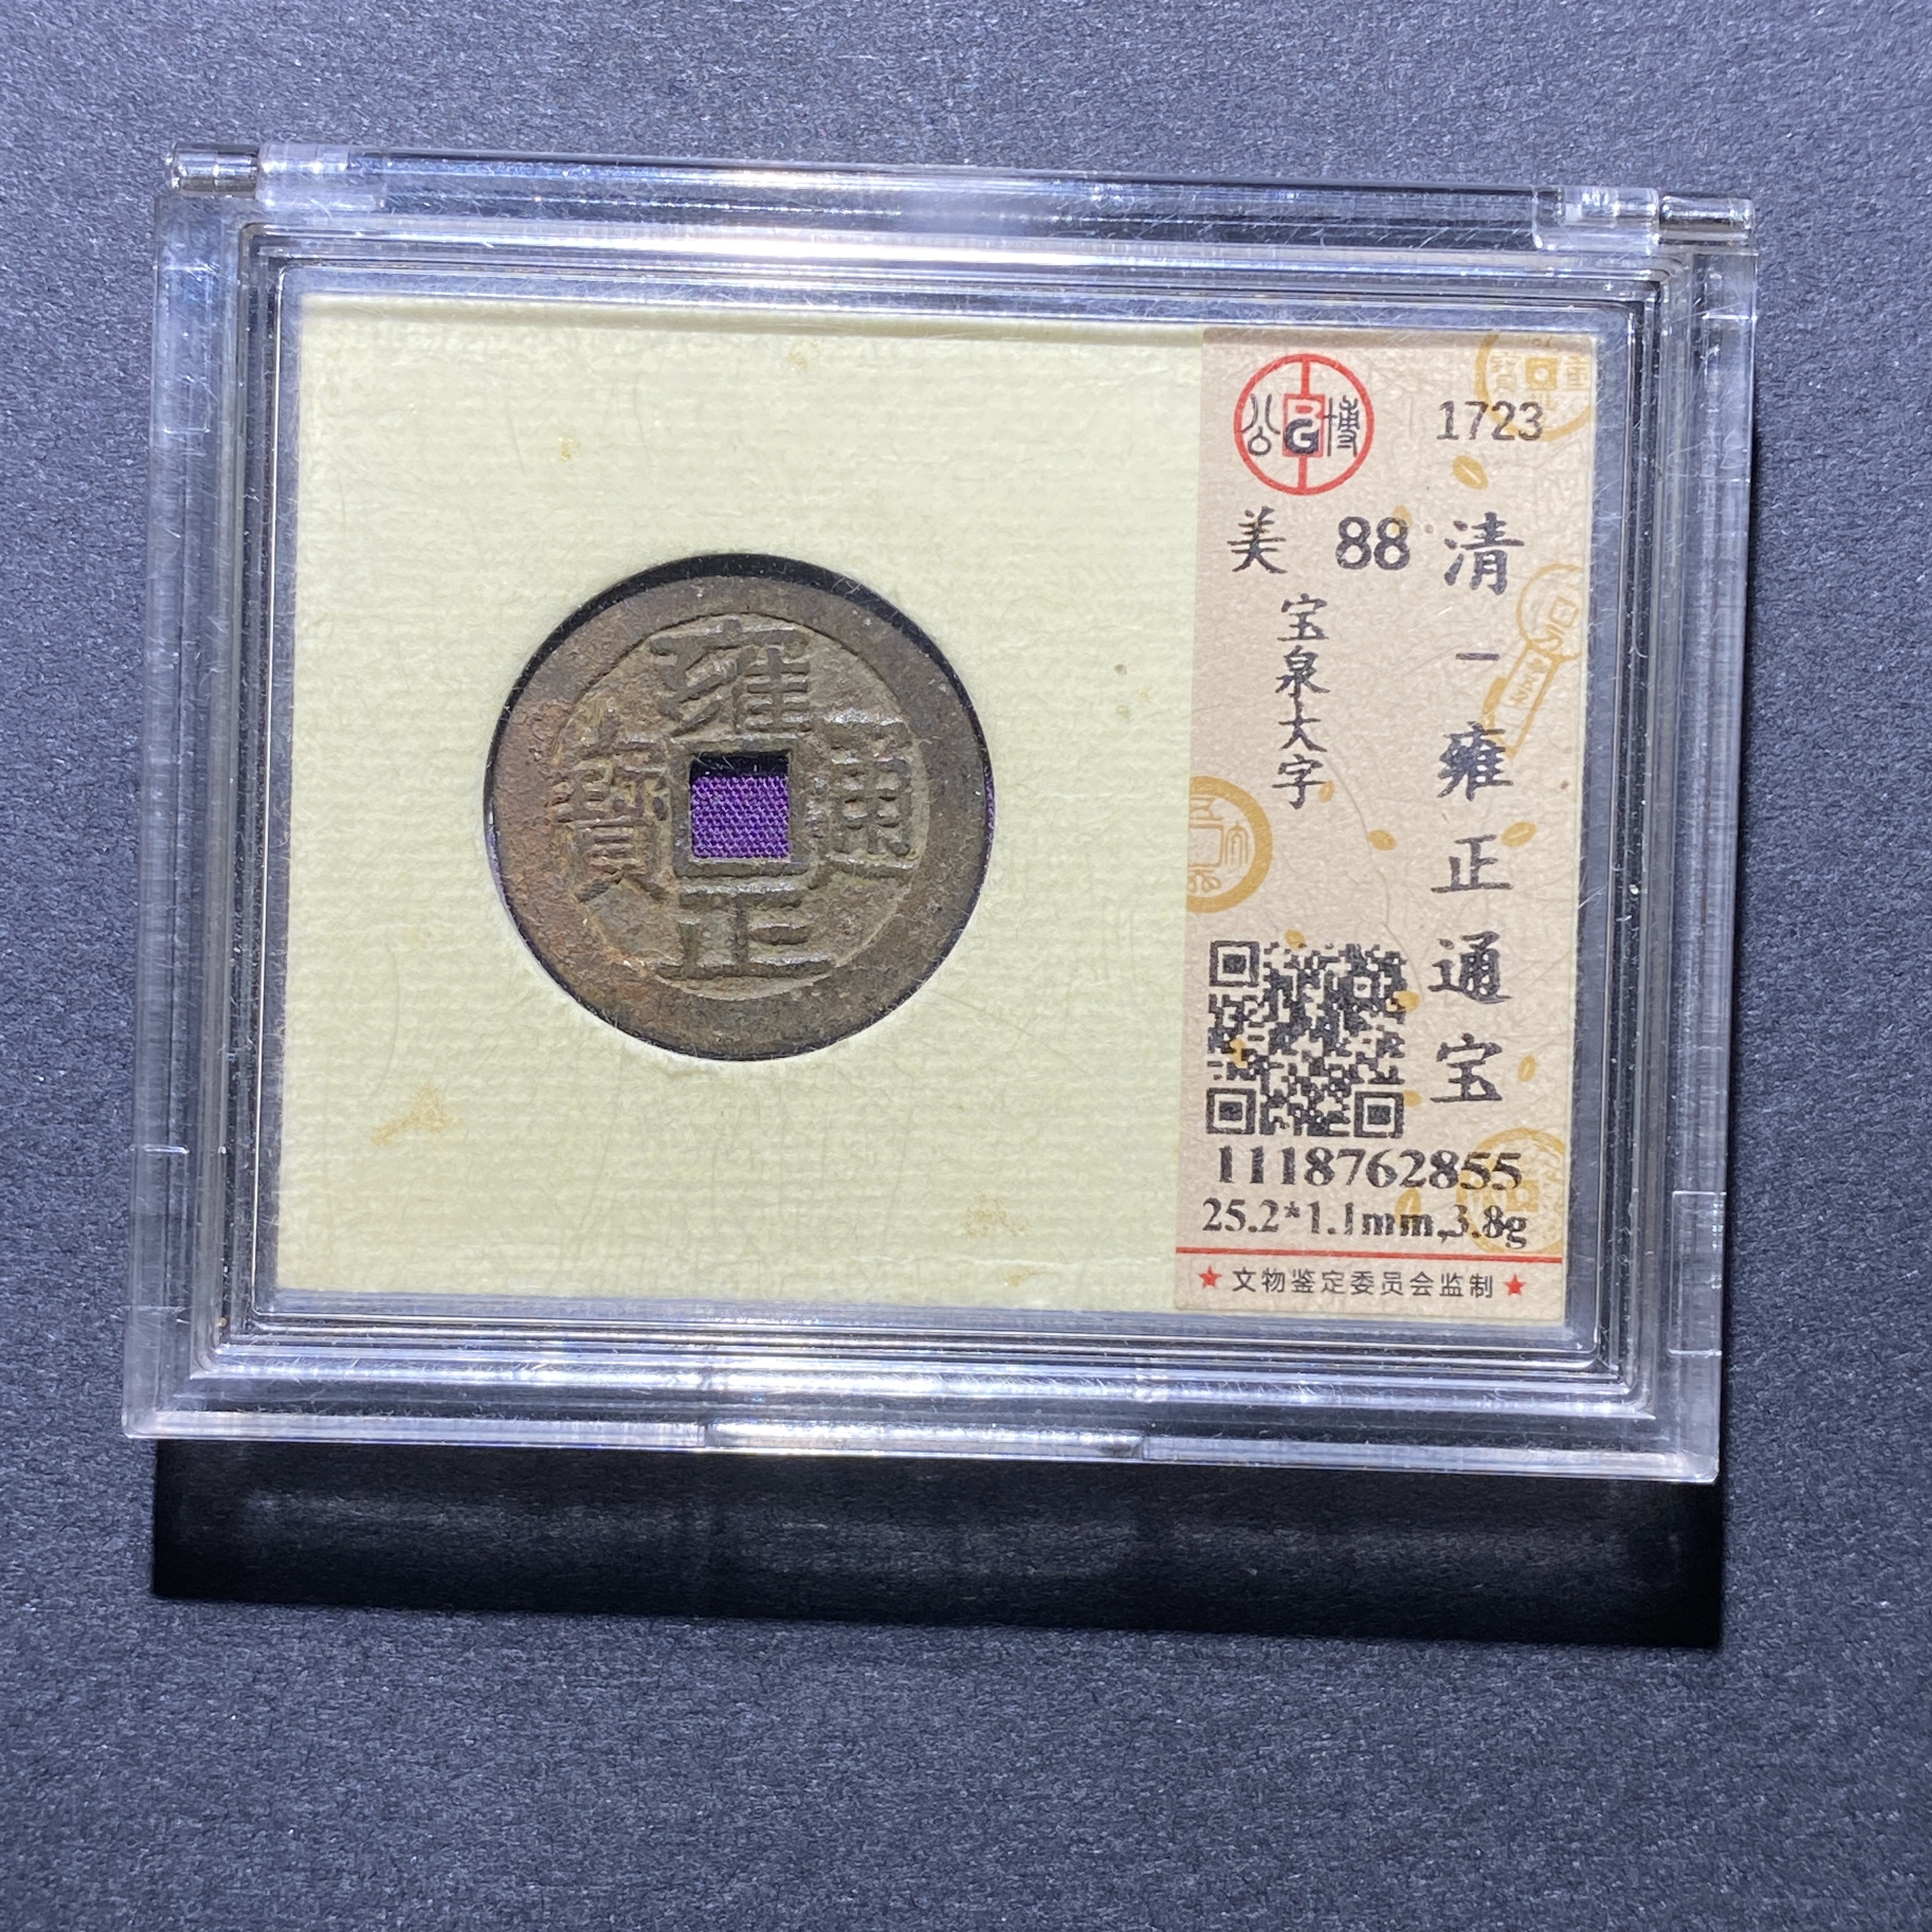 雍正通寶
公博
BG
1723
美 88
清-雍正通宝
宝泉大字
1118762855
25.2*1.1mm,3.8g
★ 文物鉴定委员会监制 ★